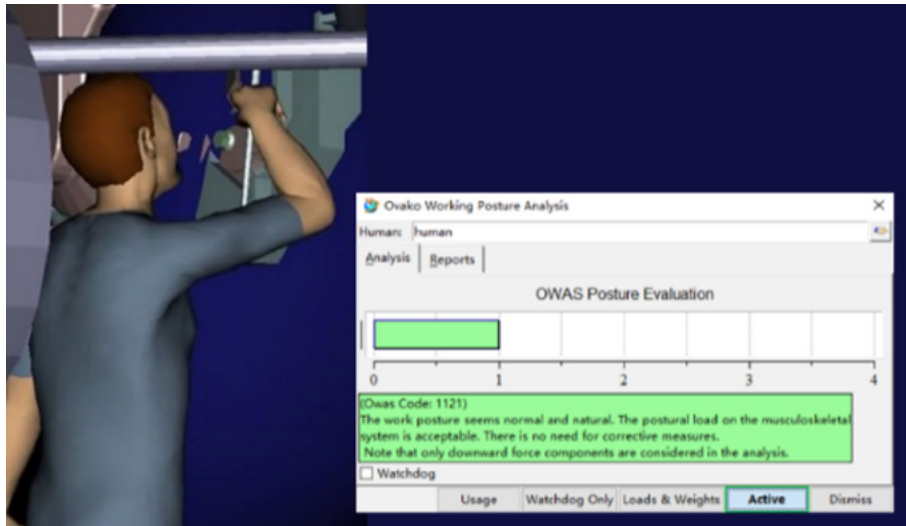 Ovako Working Posture Analysis
Human: human
Analysis Reports
OWAS Posture Evaluation
0 1 2 3 4
(Owas Code: 1121)
The work posture seems normal and natural. The postural load on the musculoskeletal
system is acceptable. There is no need for corrective measures.
Note that only downward force components are considered in the analysis.
Watchdog
Usage Watchdog Only Loads & Weights Active Dismiss